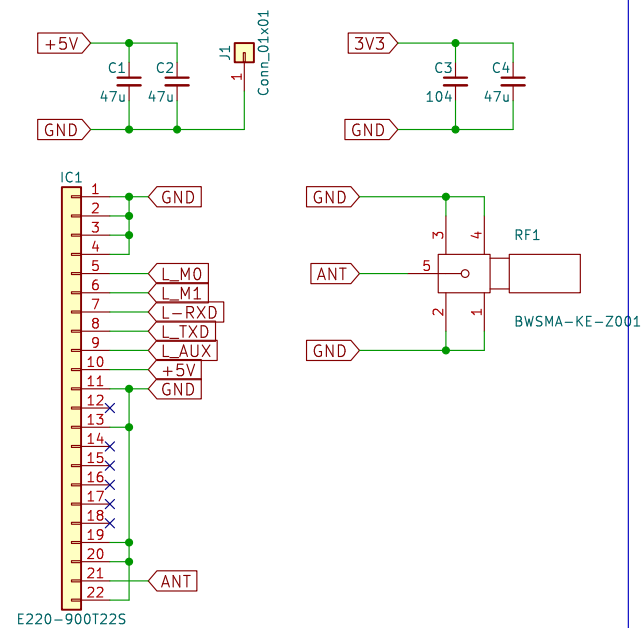 +5V
C1
47u
C2
47u
GND
J1
1
Conn_01x01
3V3
C3
104
C4
47u
GND
IC1
1
GND
2
3
4
5
L_M0
6
L_M1
7
L-RXD
8
L_TXD
9
L_AUX
10
+5V
11
GND
12
13
14
15
16
17
18
19
20
21
ANT
22
E220-900T22S
GND
3
4
RF1
ANT
5
2
1
BWSMA-KE-Z001
GND